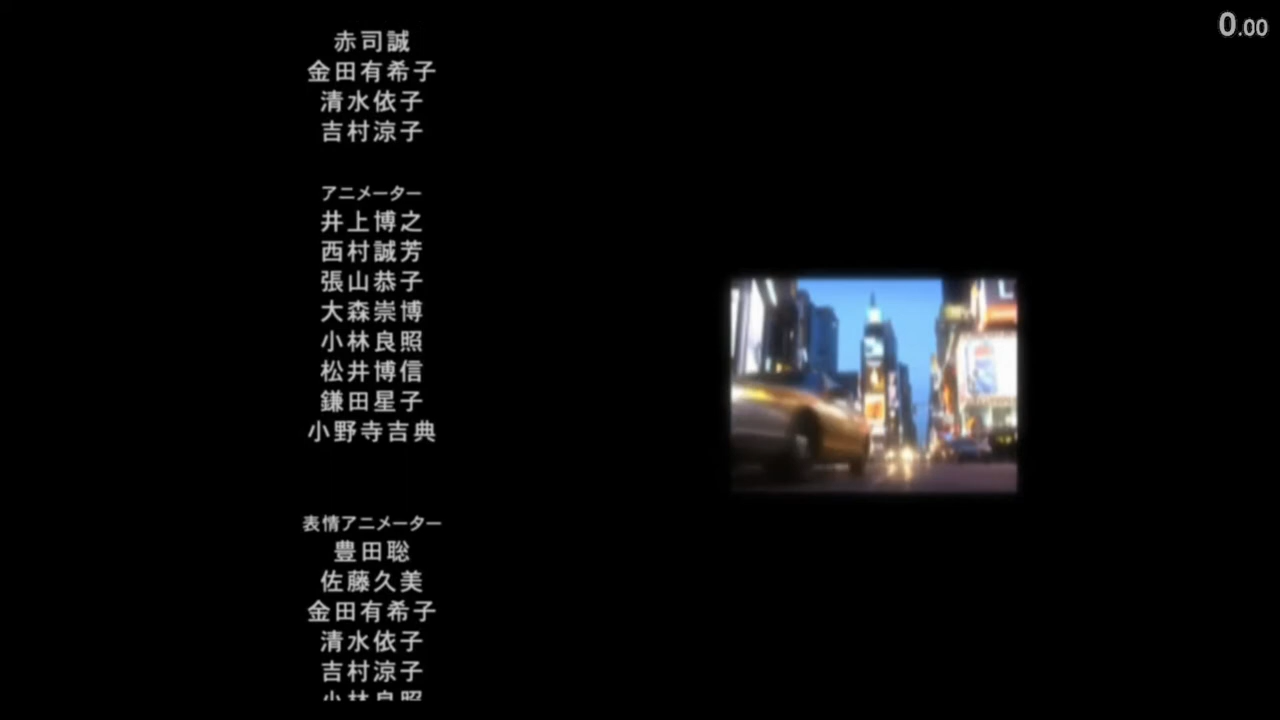 0.00
赤司誠
金田有希子
清水依子
吉村涼子
アニメーター
井上博之
西村誠芳
張山恭子
大森崇博
小林良照
松井博信
鎌田星子
小野寺吉典
表情アニメーター
豊田聡
佐藤久美
金田有希子
清水依子
吉村涼子
小林良照